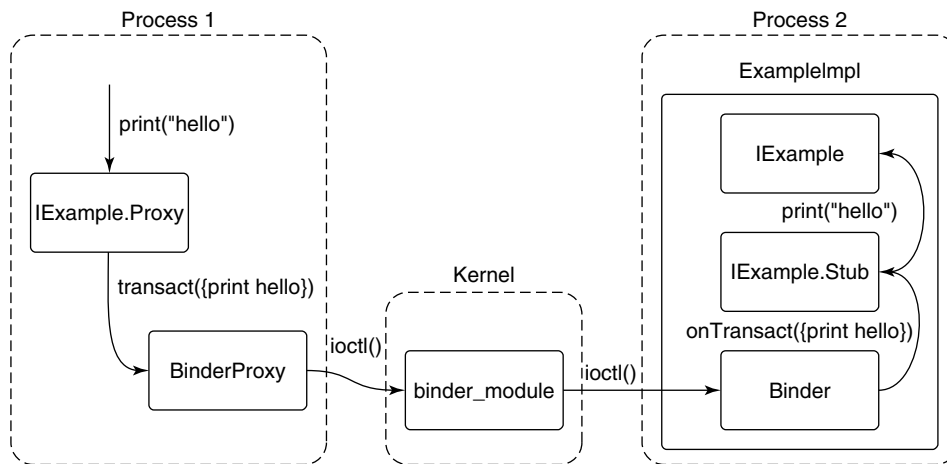 Process 1
print("hello")
IExample.Proxy
transact({print hello})
BinderProxy
ioctl()
Kernel
binder_module
ioctl()
Process 2
ExampleImpl
IExample
print("hello")
IExample.Stub
onTransact({print hello})
Binder